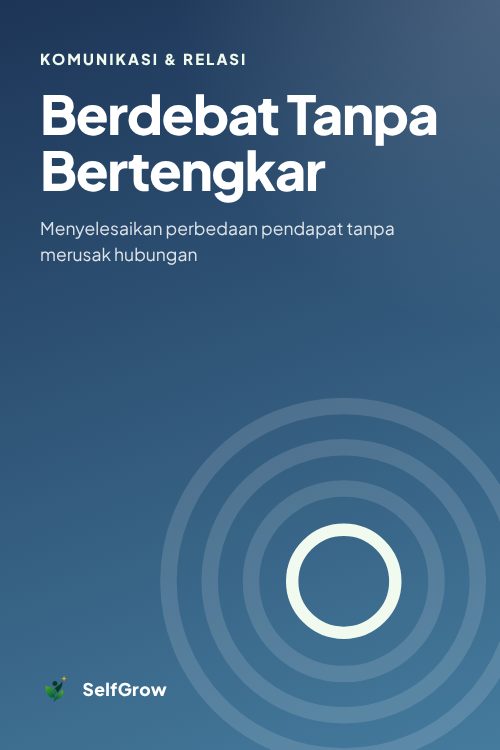 KOMUNIKASI & RELASI
Berdebat Tanpa
Bertengkar
Menyelesaikan perbedaan pendapat tanpa
merusak hubungan
SelfGrow